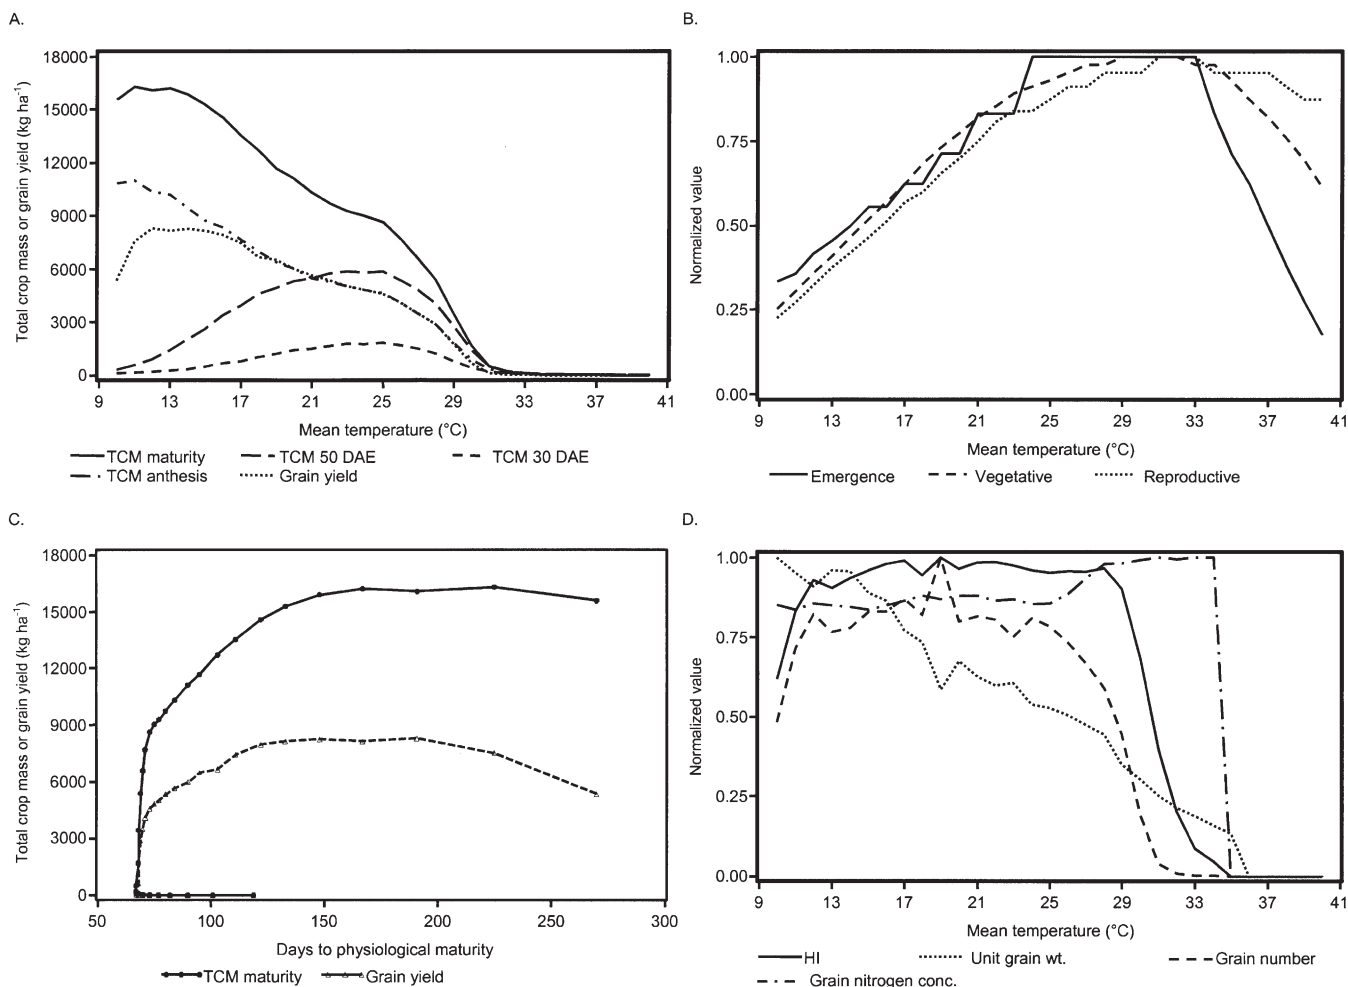 A.
18000
15000
12000
9000
6000
3000
0
Total crop mass or grain yield (kg ha⁻¹)
9 13 17 21 25 29 33 37 41
Mean temperature (°C)
TCM maturity TCM 50 DAE TCM 30 DAE
TCM anthesis Grain yield
B.
1.00
0.75
0.50
0.25
0.00
Normalized value
9 13 17 21 25 29 33 37 41
Mean temperature (°C)
Emergence Vegetative Reproductive
C.
18000
15000
12000
9000
6000
3000
0
Total crop mass or grain yield (kg ha⁻¹)
50 100 150 200 250 300
Days to physiological maturity
TCM maturity Grain yield
D.
1.00
0.75
0.50
0.25
0.00
Normalized value
9 13 17 21 25 29 33 37 41
Mean temperature (°C)
HI Unit grain wt. Grain number
Grain nitrogen conc.